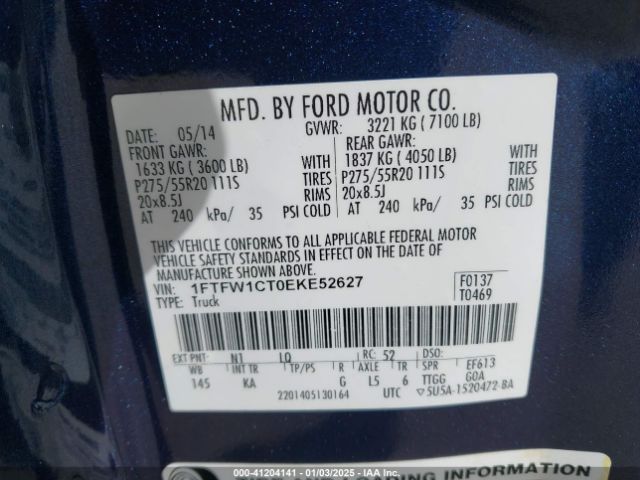 MFD. BY FORD MOTOR CO.
DATE: 05/14 GVWR: 3221 KG ( 7100 LB)
FRONT GAWR: REAR GAWR:
1633 KG ( 3600 LB) WITH 1837 KG ( 4050 LB) WITH
P275/55R20 111S TIRES P275/55R20 111S TIRES
20x8.5J RIMS 20x8.5J RIMS
AT 240 kPa/ 35 PSI COLD AT 240 kPa/ 35 PSI COLD
THIS VEHICLE CONFORMS TO ALL APPLICABLE FEDERAL MOTOR
VEHICLE SAFETY STANDARDS IN EFFECT ON THE DATE OF
MANUFACTURE SHOWN ABOVE.
VIN: 1FTFW1CT0EKE52627 F0137
TYPE: Truck T0469
EXT PNT: N1 LQ RC: 52 DSO: EF613
WB INT TR TP/PS R AXLE TR SPR GOA
145 KA G L5 6 TTGG
2201405130164 UTC 5U5A-1520472-BA
LOADING INFORMATION
000-41204141 - 01/03/2025 - IAA Inc.